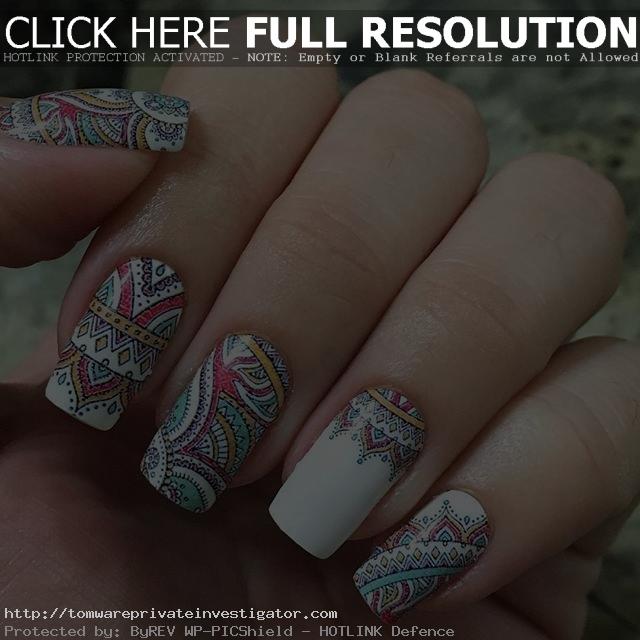 CLICK HERE FULL RESOLUTION
HOTLINK PROTECTION ACTIVATED - NOTE: Empty or Blank Referrals are not Allowed
http://tomwareprivateinvestigator.com
Protected by: ByREV WP-PICShield - HOTLINK Defence